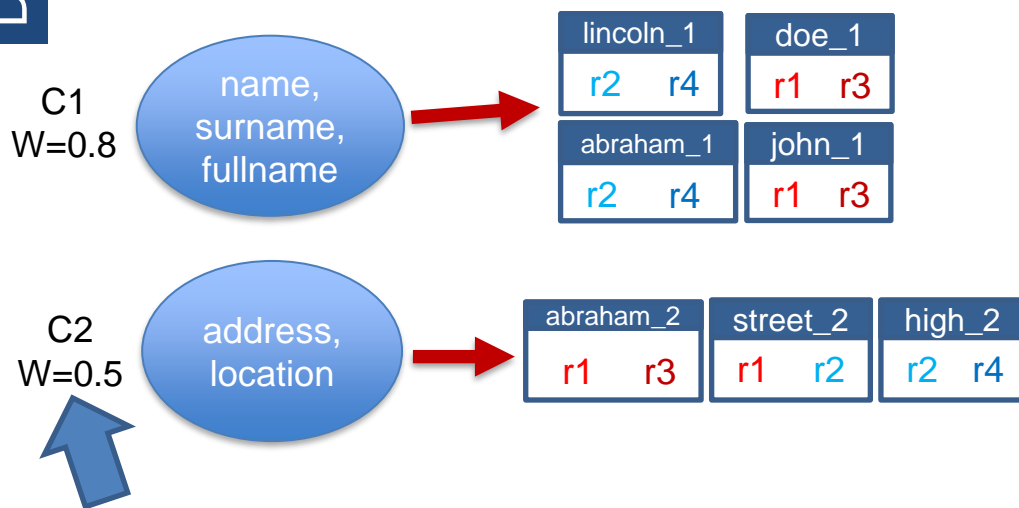 C1
W=0.8
name,
surname,
fullname
lincoln_1
r2 r4
doe_1
r1 r3
abraham_1
r2 r4
john_1
r1 r3
C2
W=0.5
address,
location
abraham_2
r1 r3
street_2
r1 r2
high_2
r2 r4